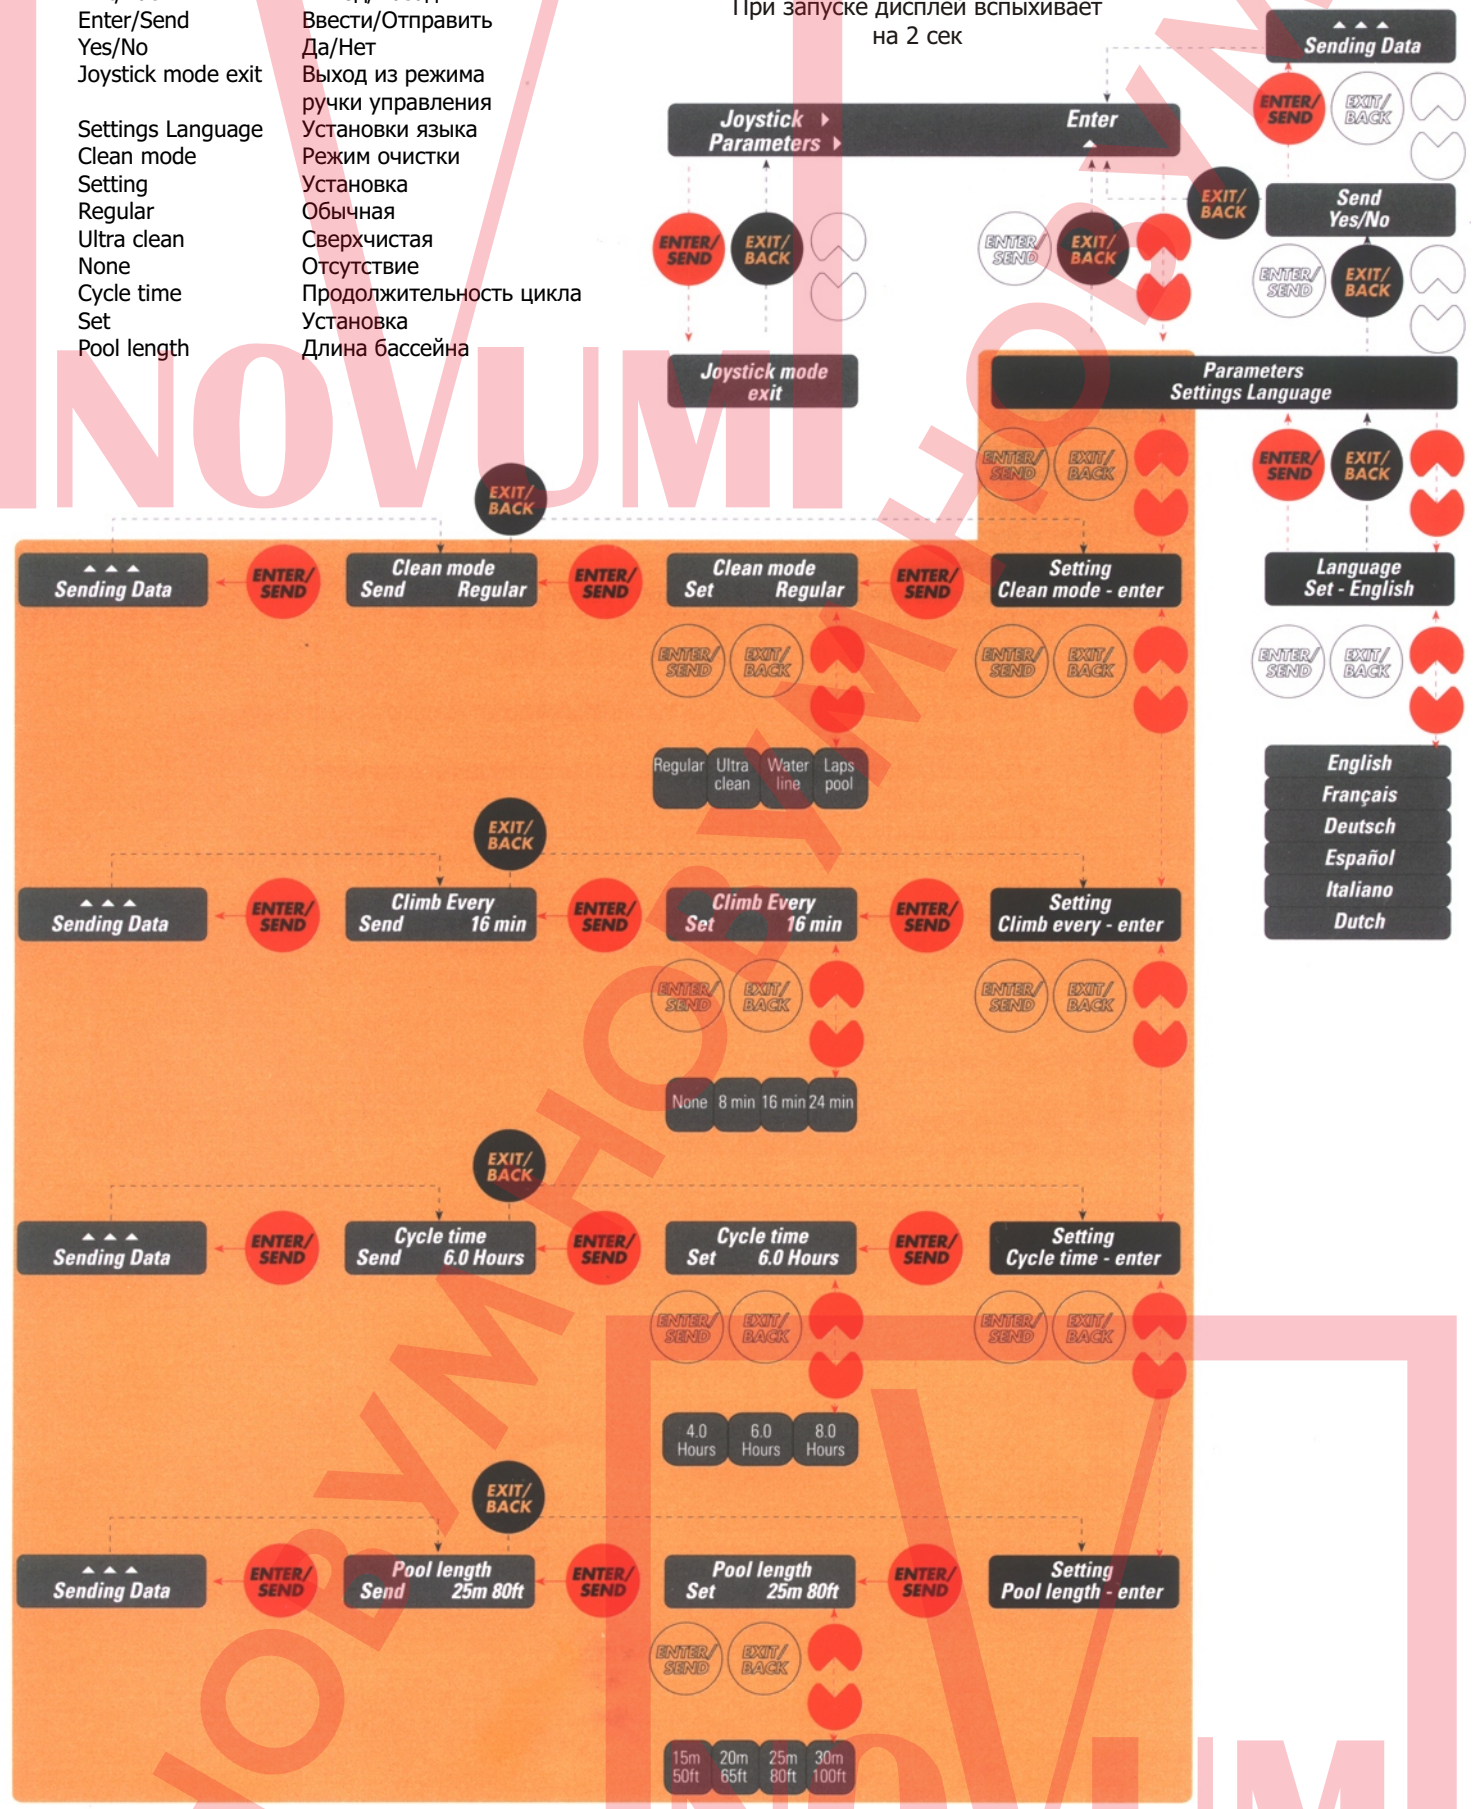 Enter/Send Ввести/Отправить
Yes/No Да/Нет
Joystick mode exit Выход из режима
ручки управления
Settings Language Установки языка
Clean mode Режим очистки
Setting Установка
Regular Обычная
Ultra clean Сверхчистая
None Отсутствие
Cycle time Продолжительность цикла
Set Установка
Pool length Длина бассейна
При запуске дисплей вспыхивает
на 2 сек
Sending Data
ENTER/
SEND
EXIT/
BACK
Joystick Enter
Parameters
EXIT/
BACK
Send
Yes/No
ENTER/
SEND
EXIT/
BACK
ENTER/
SEND
EXIT/
BACK
ENTER/
SEND
EXIT/
BACK
Joystick mode
exit
Parameters
Settings Language
ENTER/
SEND
EXIT/
BACK
ENTER/
SEND
EXIT/
BACK
EXIT/
BACK
Sending Data
ENTER/
SEND
Clean mode
Send Regular
ENTER/
SEND
Clean mode
Set Regular
ENTER/
SEND
Setting
Clean mode - enter
Language
Set - English
ENTER/
SEND
EXIT/
BACK
ENTER/
SEND
EXIT/
BACK
ENTER/
SEND
EXIT/
BACK
Regular
Ultra
clean
Water
line
Laps
pool
English
Français
Deutsch
Español
Italiano
Dutch
EXIT/
BACK
Sending Data
ENTER/
SEND
Climb Every
Send 16 min
ENTER/
SEND
Climb Every
Set 16 min
ENTER/
SEND
Setting
Climb every - enter
ENTER/
SEND
EXIT/
BACK
ENTER/
SEND
EXIT/
BACK
None 8 min 16 min 24 min
EXIT/
BACK
Sending Data
ENTER/
SEND
Cycle time
Send 6.0 Hours
ENTER/
SEND
Cycle time
Set 6.0 Hours
ENTER/
SEND
Setting
Cycle time - enter
ENTER/
SEND
EXIT/
BACK
ENTER/
SEND
EXIT/
BACK
4.0
Hours
6.0
Hours
8.0
Hours
EXIT/
BACK
Sending Data
ENTER/
SEND
Pool length
Send 25m 80ft
ENTER/
SEND
Pool length
Set 25m 80ft
ENTER/
SEND
Setting
Pool length - enter
ENTER/
SEND
EXIT/
BACK
15m
50ft
20m
65ft
25m
80ft
30m
100ft
NOVUM
НОВУМ НОВУМ НОВУМ
NOVUM